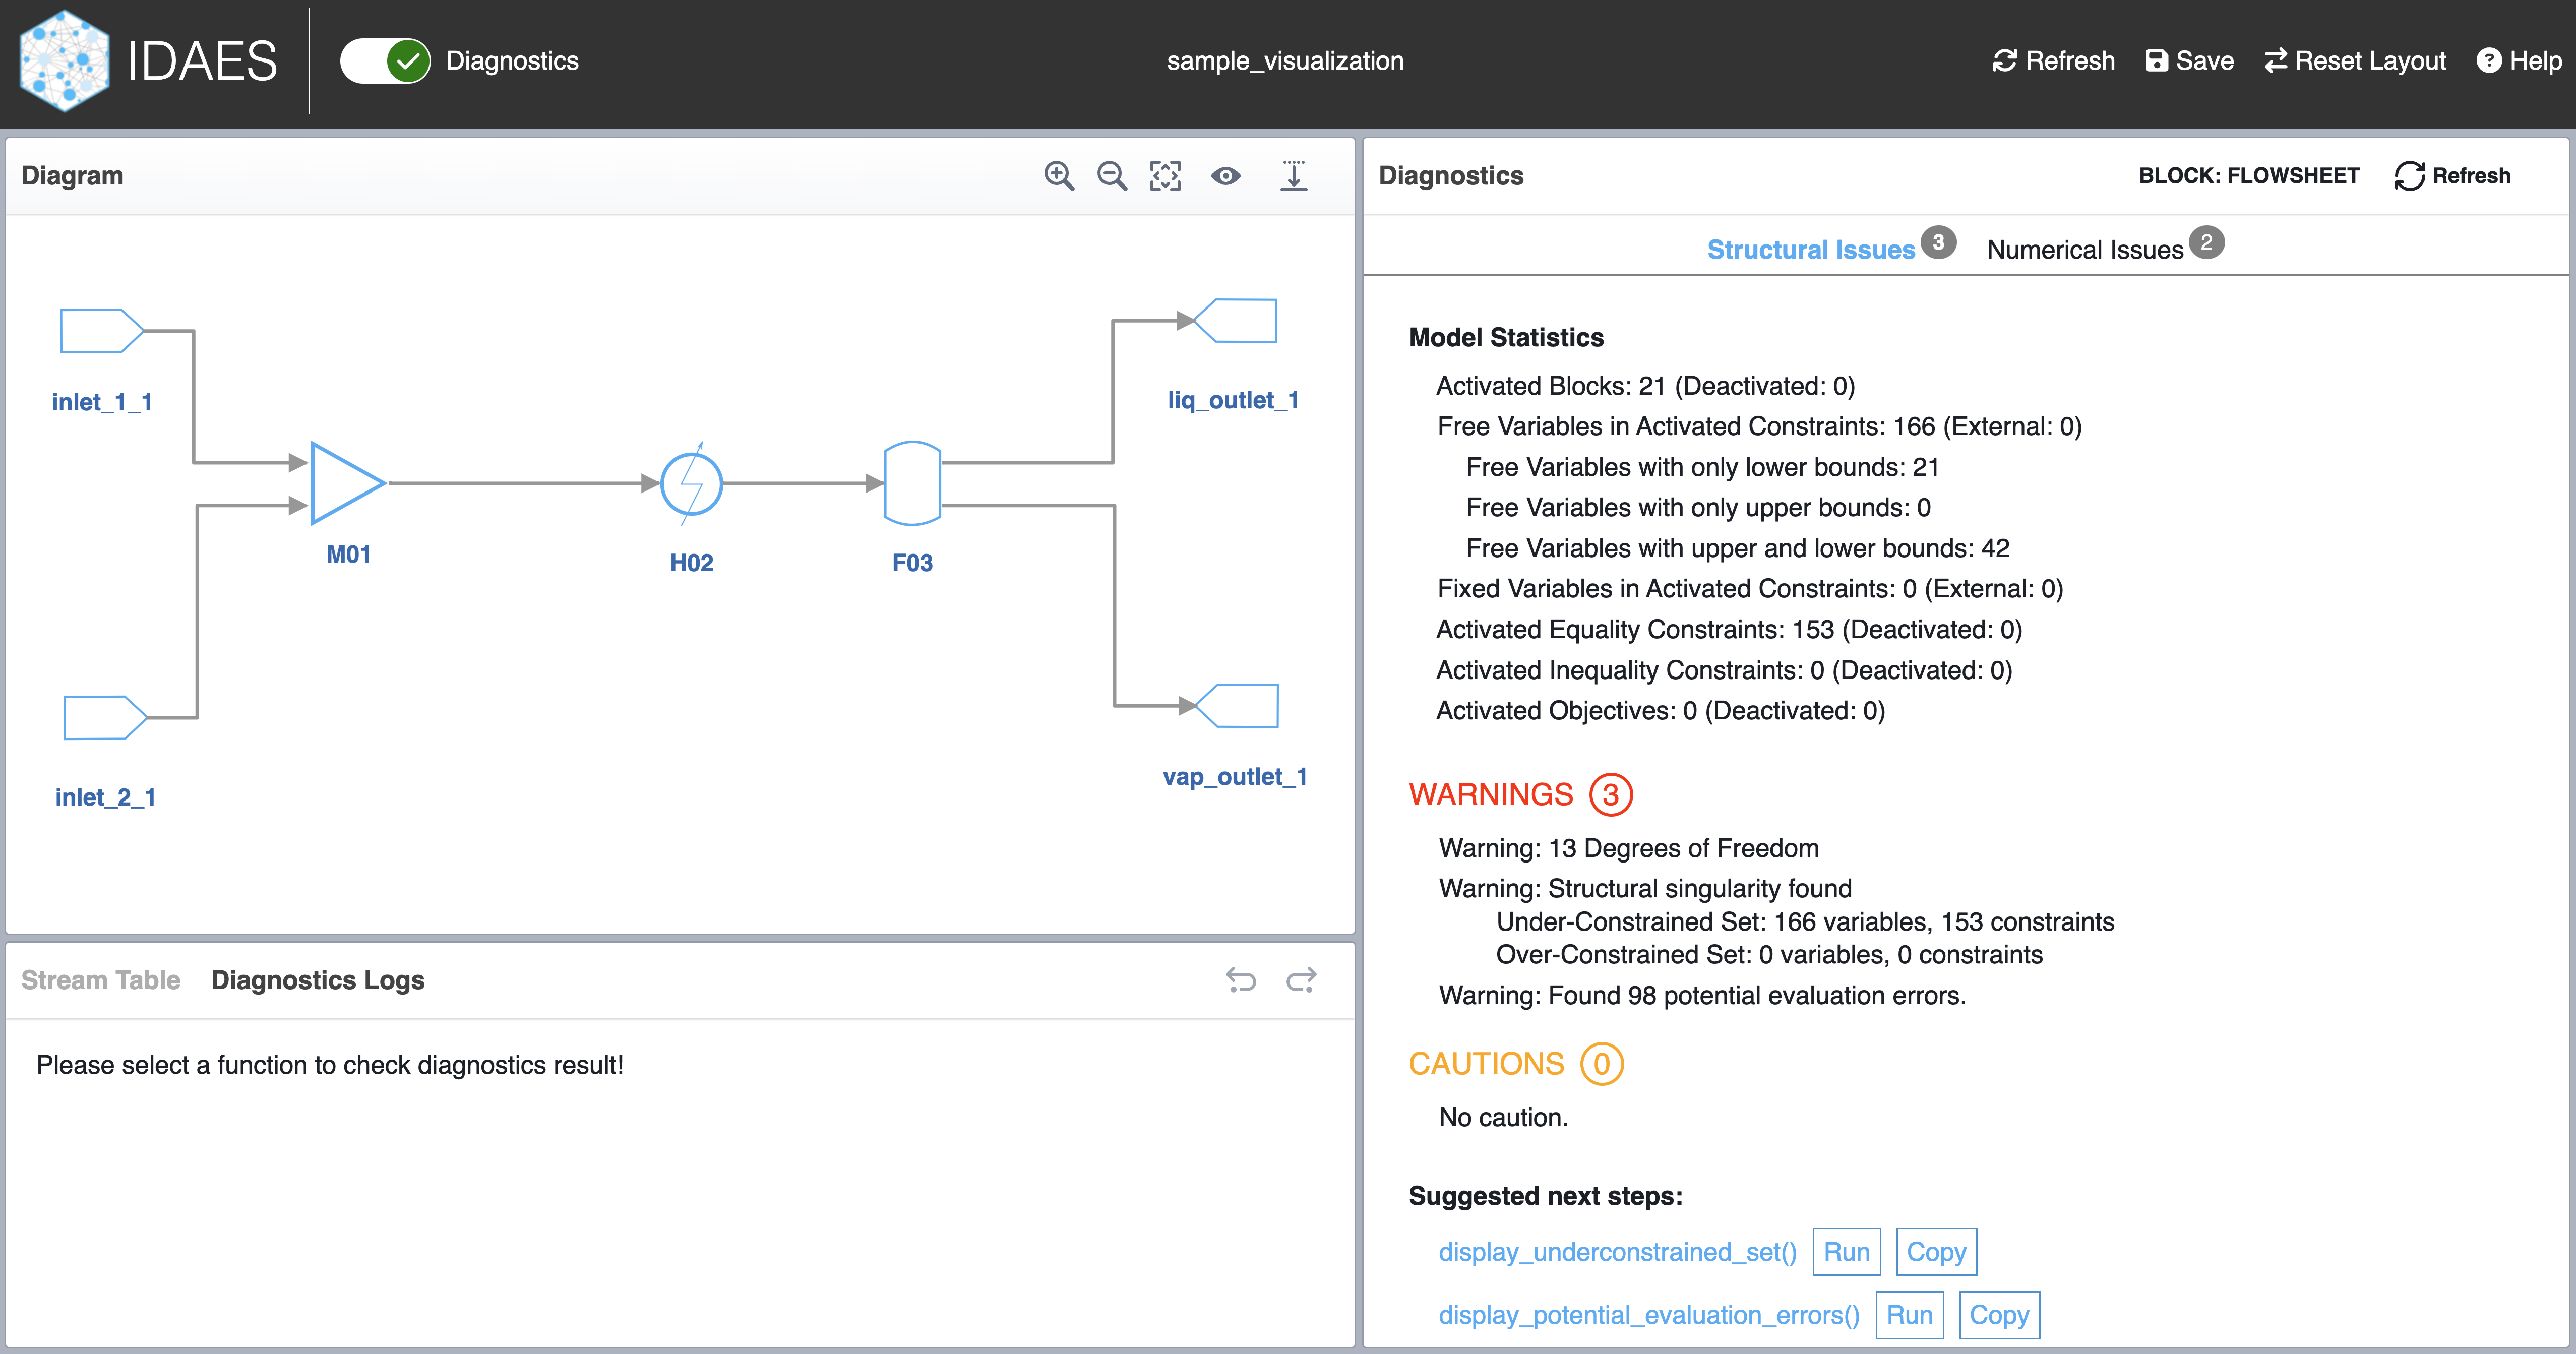 IDAES
Diagnostics
sample_visualization
Refresh
Save
Reset Layout
Help
Diagram
inlet_1_1
liq_outlet_1
M01
H02
F03
inlet_2_1
vap_outlet_1
Stream Table
Diagnostics Logs
Please select a function to check diagnostics result!
Diagnostics
BLOCK: FLOWSHEET
Refresh
Structural Issues 3
Numerical Issues 2
Model Statistics
Activated Blocks: 21 (Deactivated: 0)
Free Variables in Activated Constraints: 166 (External: 0)
Free Variables with only lower bounds: 21
Free Variables with only upper bounds: 0
Free Variables with upper and lower bounds: 42
Fixed Variables in Activated Constraints: 0 (External: 0)
Activated Equality Constraints: 153 (Deactivated: 0)
Activated Inequality Constraints: 0 (Deactivated: 0)
Activated Objectives: 0 (Deactivated: 0)
WARNINGS 3
Warning: 13 Degrees of Freedom
Warning: Structural singularity found
Under-Constrained Set: 166 variables, 153 constraints
Over-Constrained Set: 0 variables, 0 constraints
Warning: Found 98 potential evaluation errors.
CAUTIONS 0
No caution.
Suggested next steps:
display_underconstrained_set() Run Copy
display_potential_evaluation_errors() Run Copy